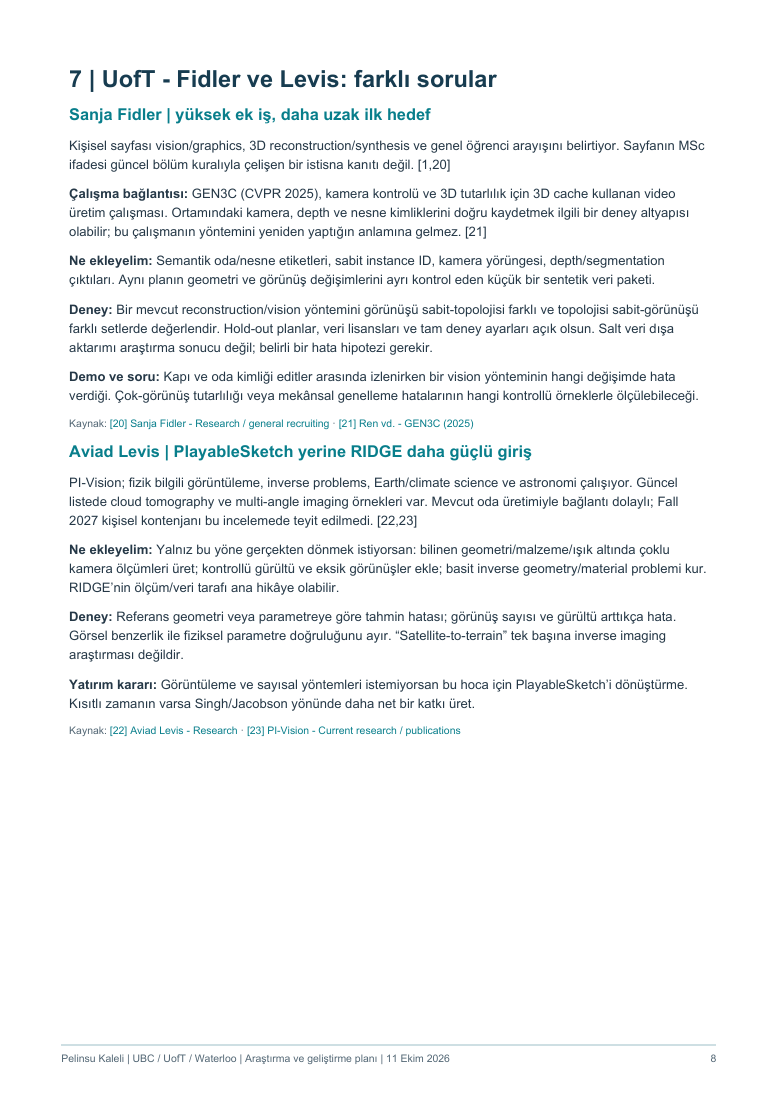 7 | UofT - Fidler ve Levis: farklı sorular
Sanja Fidler | yüksek ek iş, daha uzak ilk hedef
Kişisel sayfası vision/graphics, 3D reconstruction/synthesis ve genel öğrenci arayışını belirtiyor. Sayfanın MSc
ifadesi güncel bölüm kuralıyla çelişen bir istisna kanıtı değil. [1,20]
Çalışma bağlantısı: GEN3C (CVPR 2025), kamera kontrolü ve 3D tutarlılık için 3D cache kullanan video
üretim çalışması. Ortamındaki kamera, depth ve nesne kimliklerini doğru kaydetmek ilgili bir deney altyapısı
olabilir; bu çalışmanın yöntemini yeniden yaptığın anlamına gelmez. [21]
Ne ekleyelim: Semantik oda/nesne etiketleri, sabit instance ID, kamera yörüngesi, depth/segmentation
çıktıları. Aynı planın geometri ve görünüş değişimlerini ayrı kontrol eden küçük bir sentetik veri paketi.
Deney: Bir mevcut reconstruction/vision yöntemini görünüşü sabit-topolojisi farklı ve topolojisi sabit-görünüşü
farklı setlerde değerlendir. Hold-out planlar, veri lisansları ve tam deney ayarları açık olsun. Salt veri dışa
aktarımı araştırma sonucu değil; belirli bir hata hipotezi gerekir.
Demo ve soru: Kapı ve oda kimliği editler arasında izlenirken bir vision yönteminin hangi değişimde hata
verdiği. Çok-görünüş tutarlılığı veya mekânsal genelleme hatalarının hangi kontrollü örneklerle ölçülebileceği.
Kaynak: [20] Sanja Fidler - Research / general recruiting · [21] Ren vd. - GEN3C (2025)
Aviad Levis | PlayableSketch yerine RIDGE daha güçlü giriş
PI-Vision; fizik bilgili görüntüleme, inverse problems, Earth/climate science ve astronomi çalışıyor. Güncel
listede cloud tomography ve multi-angle imaging örnekleri var. Mevcut oda üretimiyle bağlantı dolaylı; Fall
2027 kişisel kontenjanı bu incelemede teyit edilmedi. [22,23]
Ne ekleyelim: Yalnız bu yöne gerçekten dönmek istiyorsan: bilinen geometri/malzeme/ışık altında çoklu
kamera ölçümleri üret; kontrollü gürültü ve eksik görünüşler ekle; basit inverse geometry/material problemi kur.
RIDGE’nin ölçüm/veri tarafı ana hikâye olabilir.
Deney: Referans geometri veya parametreye göre tahmin hatası; görünüş sayısı ve gürültü arttıkça hata.
Görsel benzerlik ile fiziksel parametre doğruluğunu ayır. “Satellite-to-terrain” tek başına inverse imaging
araştırması değildir.
Yatırım kararı: Görüntüleme ve sayısal yöntemleri istemiyorsan bu hoca için PlayableSketch’i dönüştürme.
Kısıtlı zamanın varsa Singh/Jacobson yönünde daha net bir katkı üret.
Kaynak: [22] Aviad Levis - Research · [23] PI-Vision - Current research / publications
Pelinsu Kaleli | UBC / UofT / Waterloo | Araştırma ve geliştirme planı | 11 Ekim 2026
8